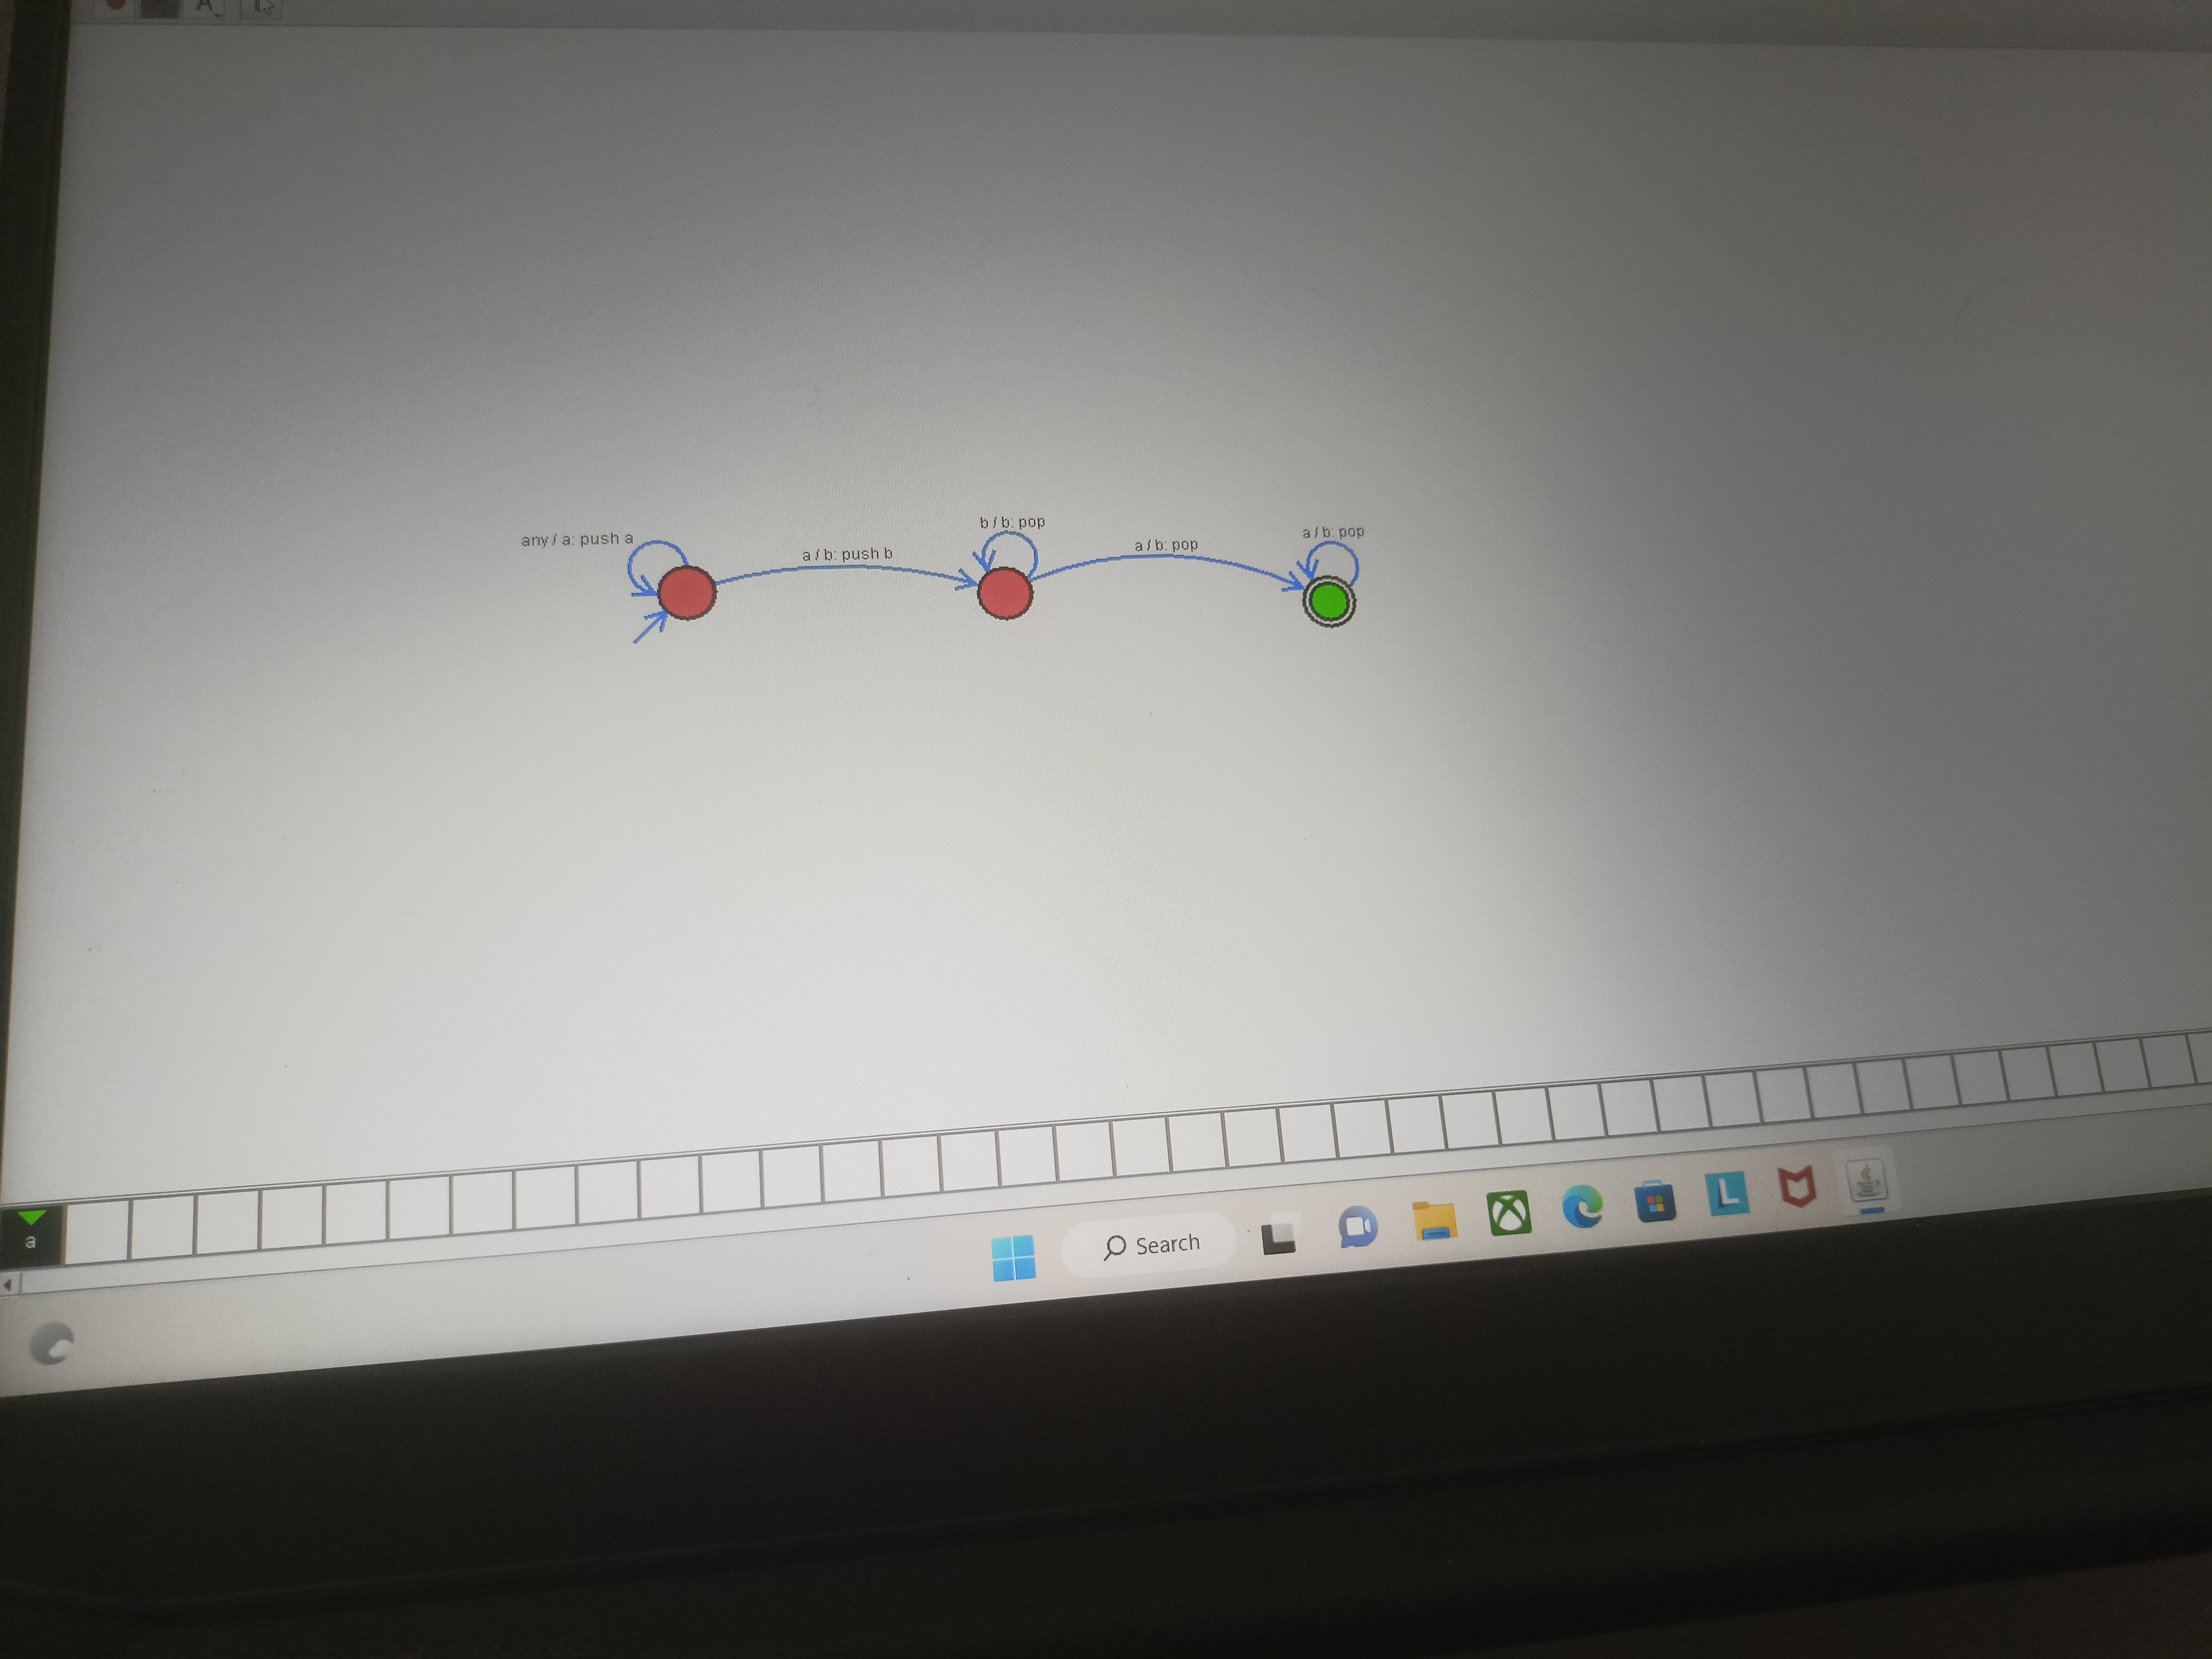 A
b / b: pop
any / a: push a
a / b: push b
a / b: pop
a / b: pop
a
Search
L